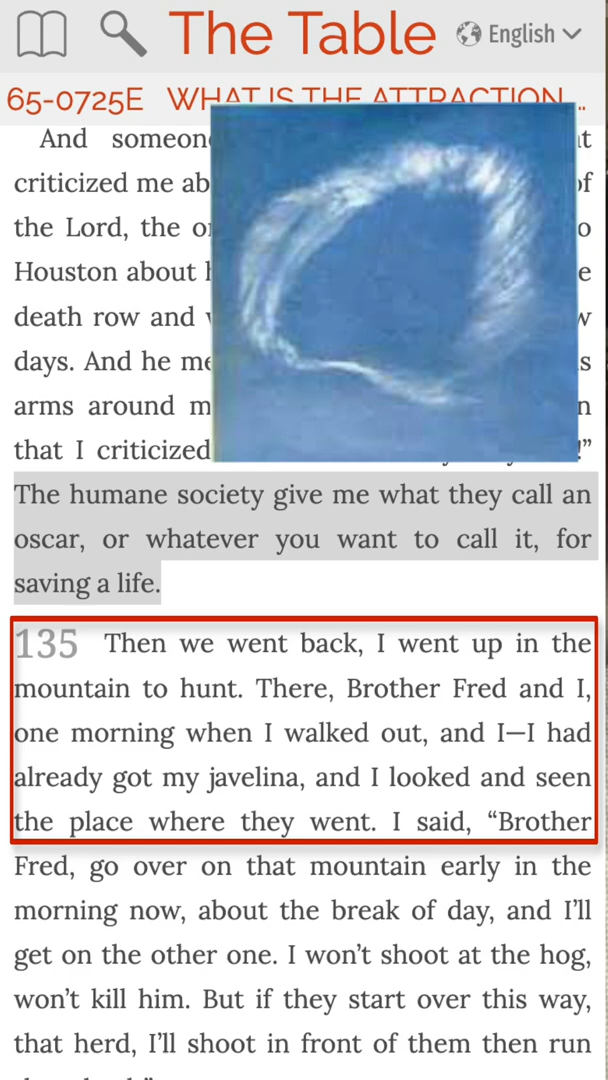 The Table English
65-0725E WHAT IS THE ATTRACTION ..
And someon
criticized me ab of
the Lord, the o
Houston about
death row and
days. And he me
arms around m
that I criticized !”
The humane society give me what they call an
oscar, or whatever you want to call it, for
saving a life.
135 Then we went back, I went up in the
mountain to hunt. There, Brother Fred and I,
one morning when I walked out, and I—I had
already got my javelina, and I looked and seen
the place where they went. I said, “Brother
Fred, go over on that mountain early in the
morning now, about the break of day, and I’ll
get on the other one. I won’t shoot at the hog,
won’t kill him. But if they start over this way,
that herd, I’ll shoot in front of them then run